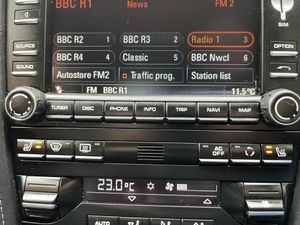 BBC R1 News FM 2
BBC R2 1 BBC R3 2 Radio 1 3
BBC R4 4 Classic 5 BBC Nwcl 6
Autostore FM2 Traffic prog. Station list
FM BBC R1 11.5°C
SIM
SOURCE
SOUND
OPTION
TUNER DISC PHONE INFO TRIP NAVI MAP
AC OFF
23.0°C